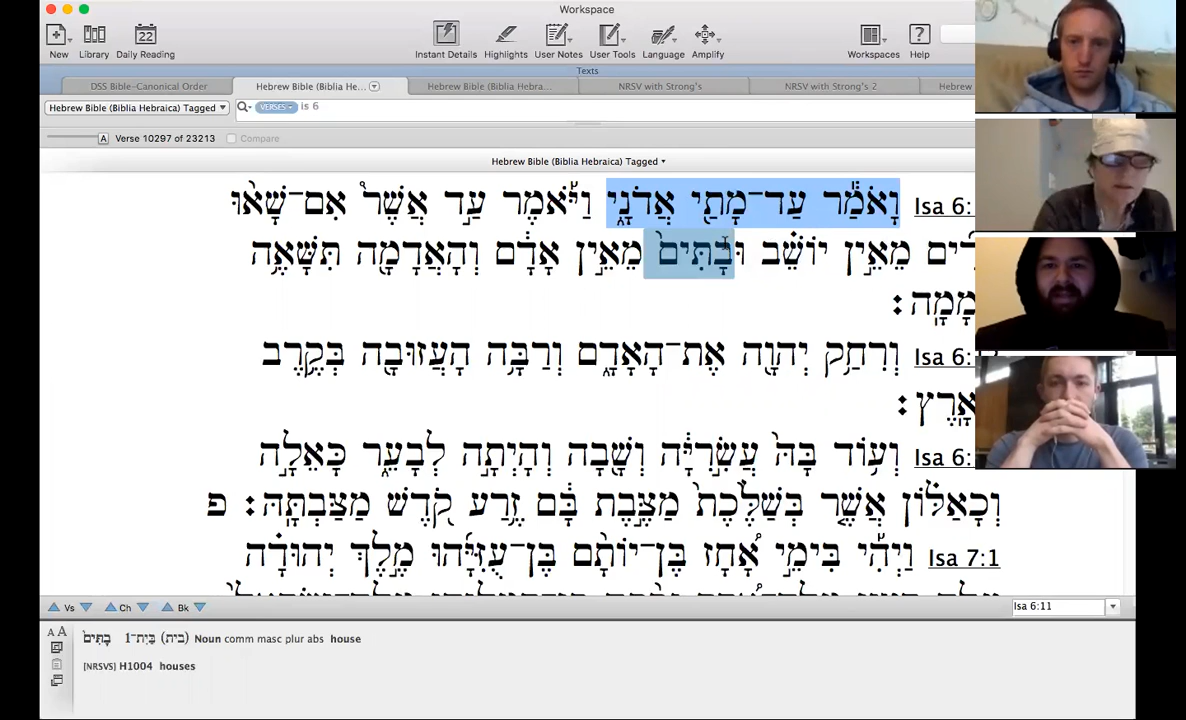 Workspace
New
Library
22
Daily Reading
Instant Details
Highlights
User Notes
User Tools
Language
Amplify
Workspaces
?
Help
Texts
DSS Bible-Canonical Order
Hebrew Bible (Biblia He...
Hebrew Bible (Biblia Hebra...
NRSV with Strong's
NRSV with Strong's 2
Hebrew
Hebrew Bible (Biblia Hebraica) Tagged
VERSES is 6
A Verse 10297 of 23213 Compare
Hebrew Bible (Biblia Hebraica) Tagged
Isa 6: וָאֹמַ֕ר עַד־מָתַ֖י אֲדֹנָ֑י וַיֹּ֡אמֶר עַ֣ד אֲשֶׁר֩ אִם־שָׁא֨וּ
מֵאֵ֣ין יוֹשֵׁ֗ב וּבָתִּים֙ מֵאֵ֣ין אָדָ֔ם וְהָאֲדָמָ֖ה תִּשָּׁאֶ֥ה
וְרִחַ֥ק יְהוָ֖ה אֶת־הָאָדָ֑ם וְרַבָּ֥ה הָעֲזוּבָ֖ה בְּקֶ֥רֶב
Isa 6: וְע֥וֹד בָּהּ֙ עֲשִׂ֣רִיָּ֔ה וְשָׁ֖בָה וְהָיְתָ֣ה לְבָעֵ֑ר כָּאֵלָ֣ה
וְכָאַלּ֗וֹן אֲשֶׁ֤ר בְּשַׁלֶּ֙כֶת֙ מַצֶּ֣בֶת בָּ֔ם זֶ֥רַע קֹ֖דֶשׁ מַצַּבְתָּֽהּ׃ פ
Isa 7:1 וַיְהִ֡י בִּימֵ֣י אָ֠חָז בֶּן־יוֹתָ֨ם בֶּן־עֻזִּיָּ֜הוּ מֶ֣לֶךְ יְהוּדָ֗ה
Vs Ch Bk Isa 6:11
A A בָתִּים֙ בַּיִת־1 (בית) Noun comm masc plur abs house
[NRSVS] H1004 houses